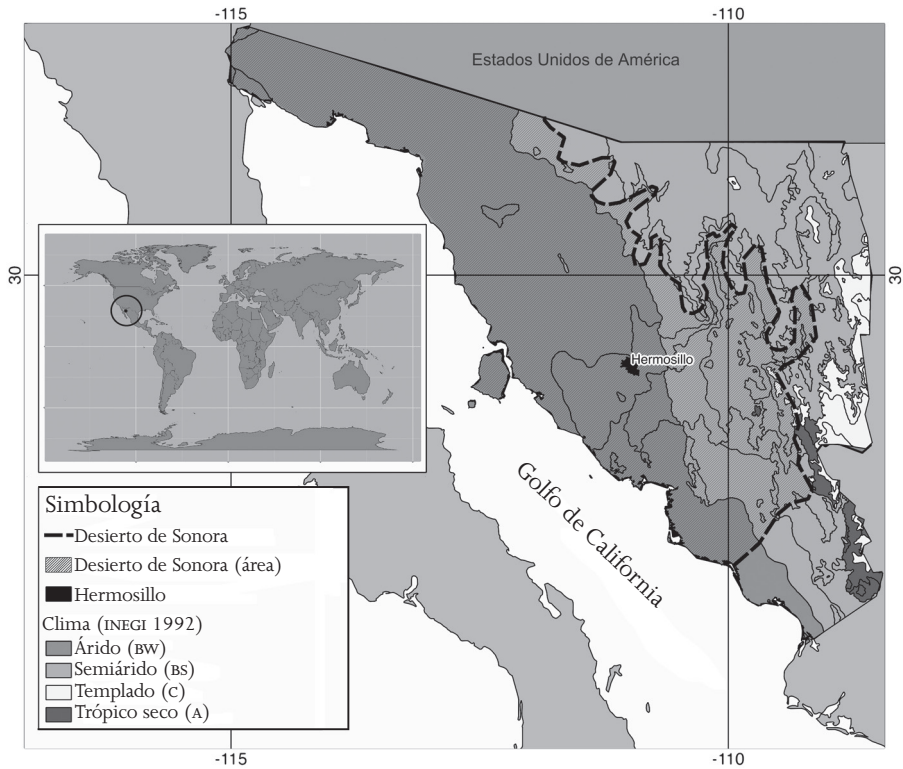 -115
-110
Estados Unidos de América
30
30
Hermosillo
Golfo de California
Simbología
Desierto de Sonora
Desierto de Sonora (área)
Hermosillo
Clima (INEGI 1992)
Árido (BW)
Semiárido (BS)
Templado (C)
Trópico seco (A)
-115
-110